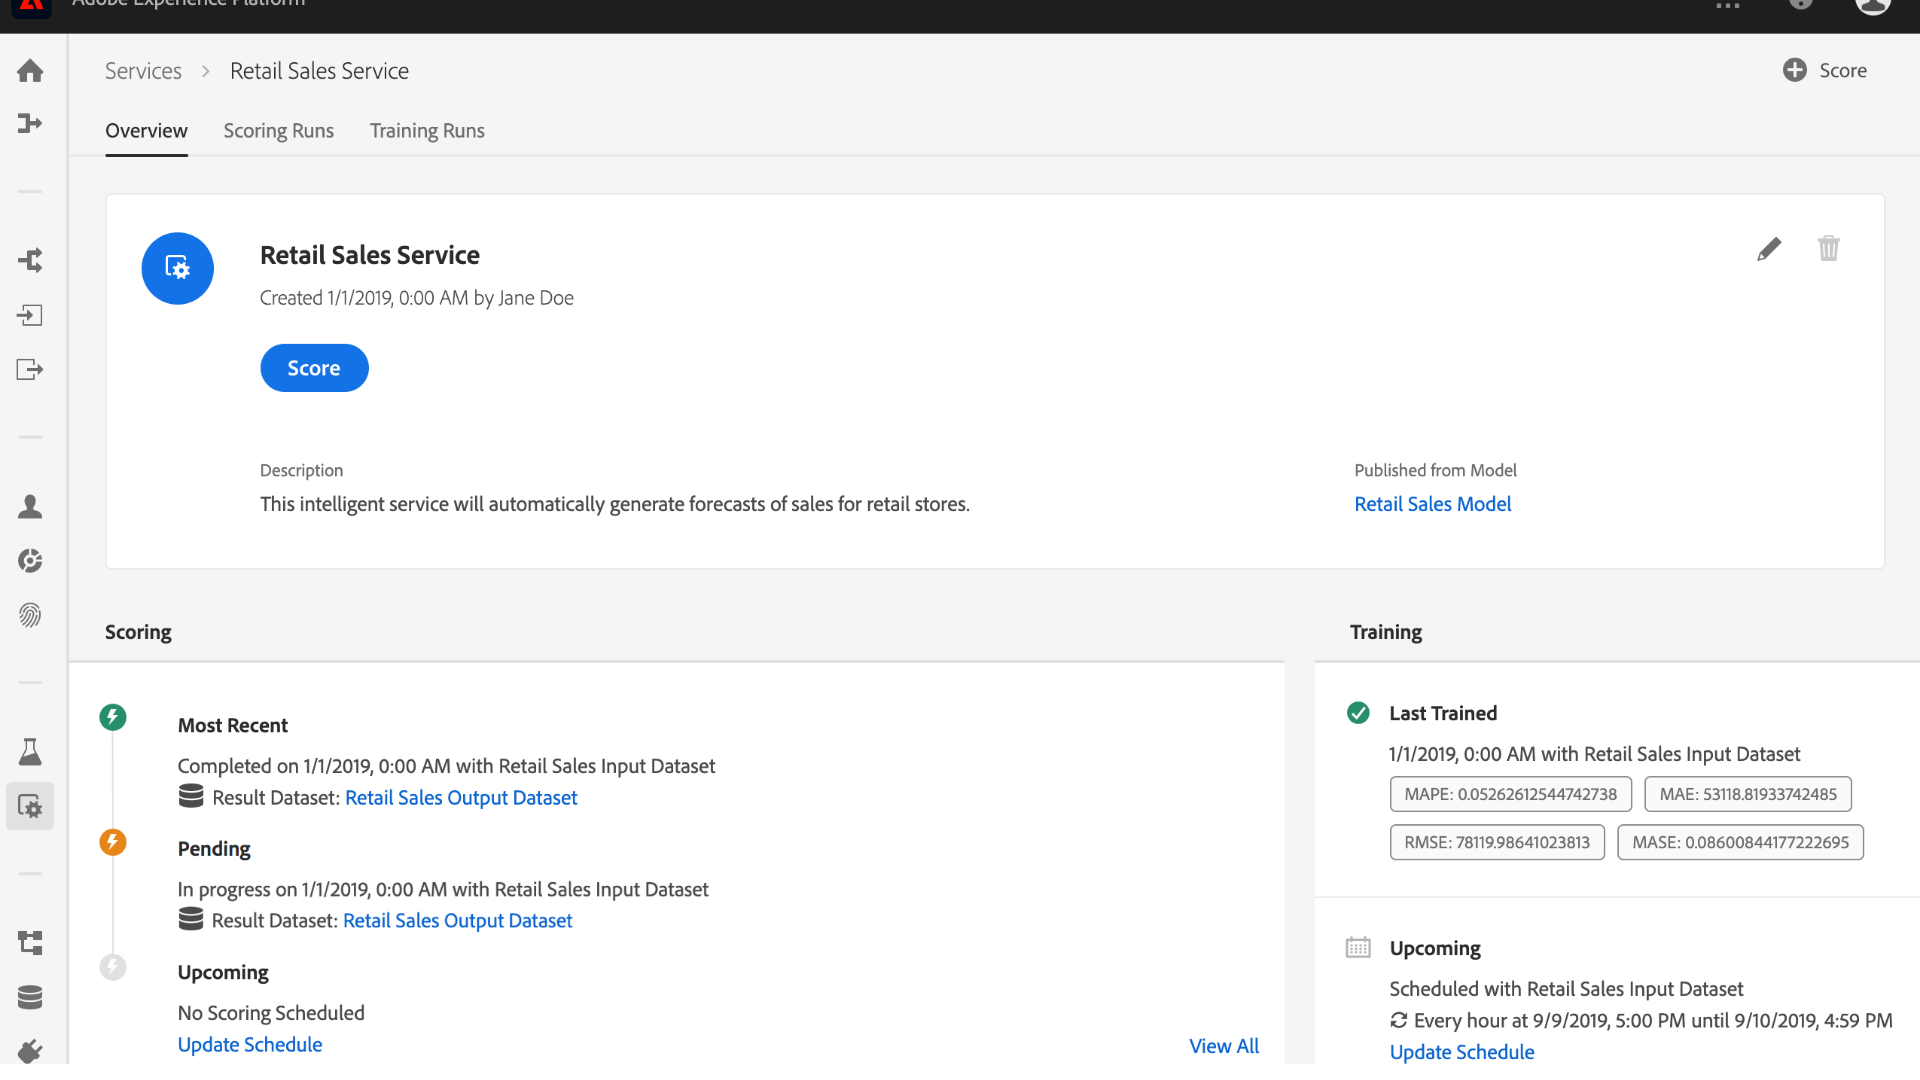 Adobe Experience Platform
Services > Retail Sales Service
Score
Overview Scoring Runs Training Runs
Retail Sales Service
Created 1/1/2019, 0:00 AM by Jane Doe
Score
Description
This intelligent service will automatically generate forecasts of sales for retail stores.
Published from Model
Retail Sales Model
Scoring
Most Recent
Completed on 1/1/2019, 0:00 AM with Retail Sales Input Dataset
Result Dataset: Retail Sales Output Dataset
Pending
In progress on 1/1/2019, 0:00 AM with Retail Sales Input Dataset
Result Dataset: Retail Sales Output Dataset
Upcoming
No Scoring Scheduled
Update Schedule
View All
Training
Last Trained
1/1/2019, 0:00 AM with Retail Sales Input Dataset
MAPE: 0.05262612544742738 MAE: 53118.81933742485
RMSE: 78119.98641023813 MASE: 0.08600844177222695
Upcoming
Scheduled with Retail Sales Input Dataset
Every hour at 9/9/2019, 5:00 PM until 9/10/2019, 4:59 PM
Update Schedule